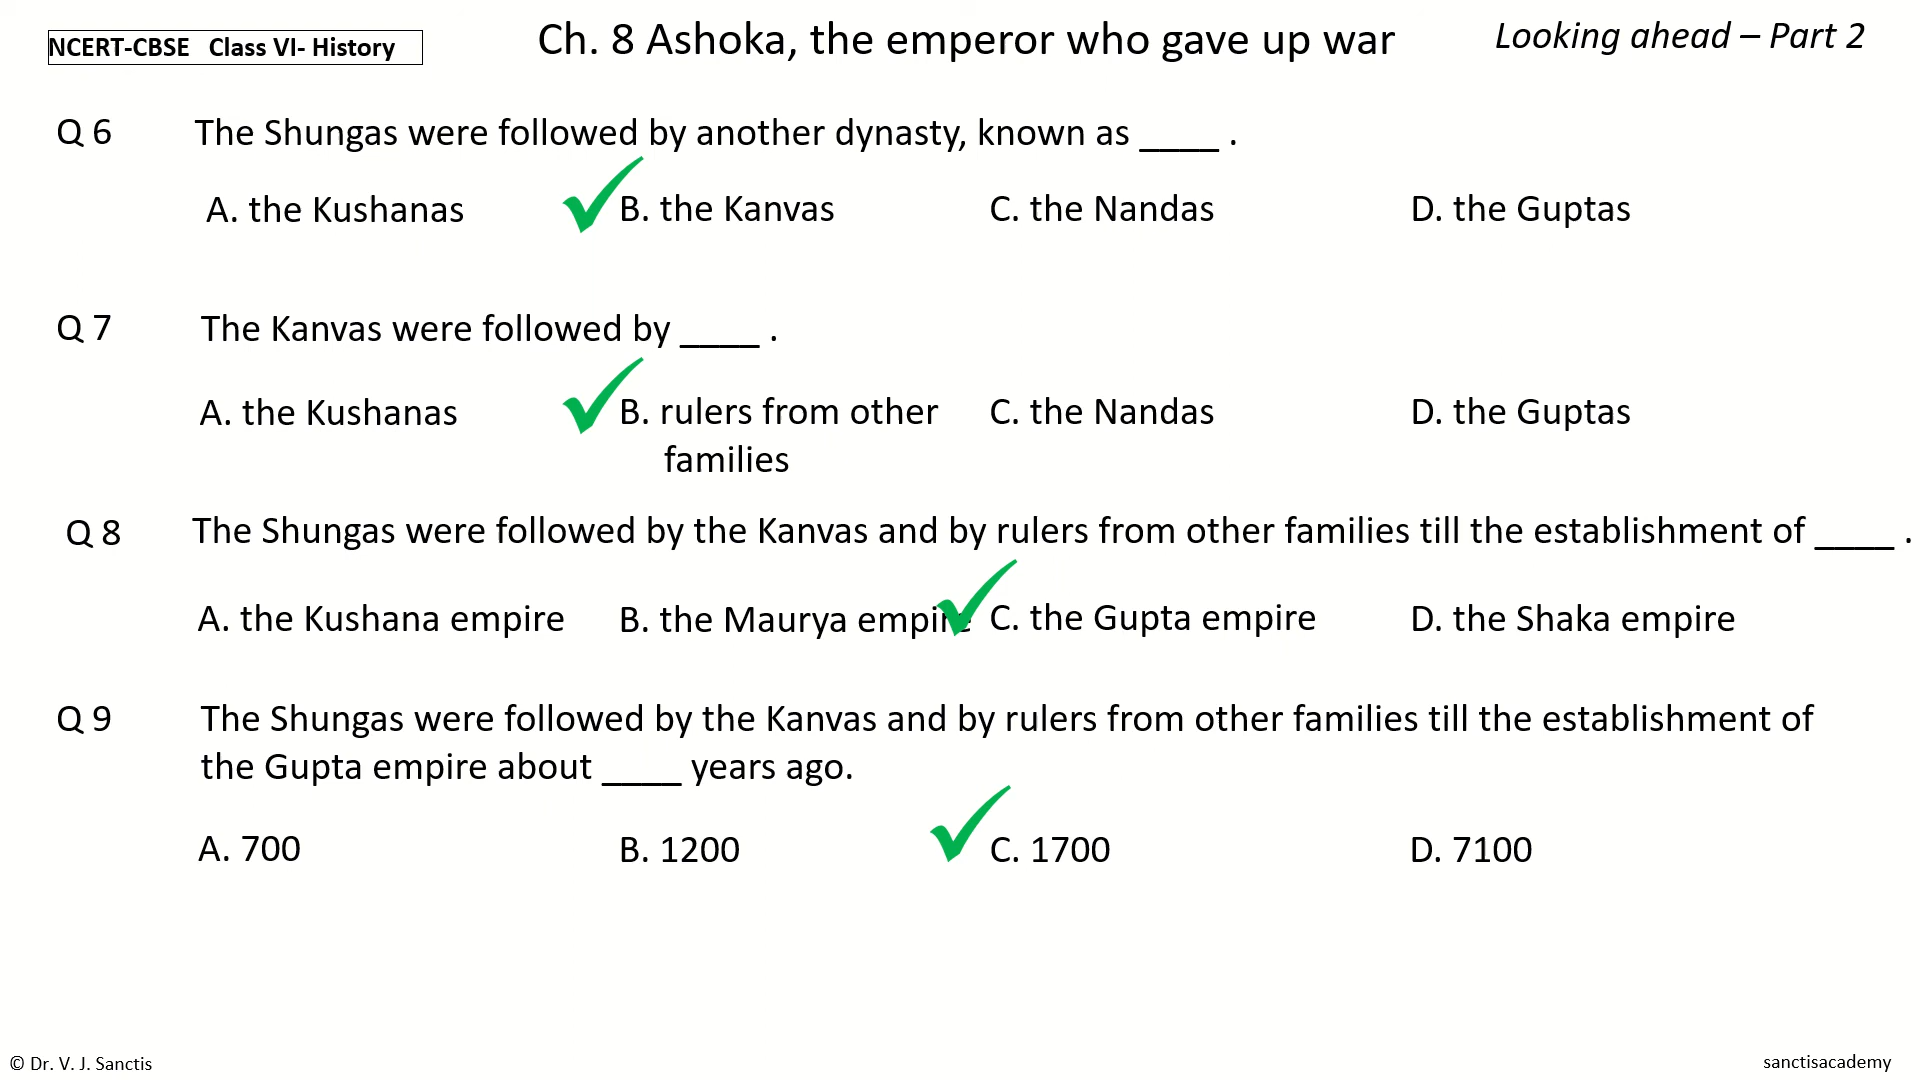 NCERT-CBSE Class VI- History
Ch. 8 Ashoka, the emperor who gave up war
Looking ahead – Part 2
Q 6 The Shungas were followed by another dynasty, known as ____ .
A. the Kushanas B. the Kanvas C. the Nandas D. the Guptas
Q 7 The Kanvas were followed by ____ .
A. the Kushanas B. rulers from other C. the Nandas D. the Guptas
families
Q 8 The Shungas were followed by the Kanvas and by rulers from other families till the establishment of ____ .
A. the Kushana empire B. the Maurya empire C. the Gupta empire D. the Shaka empire
Q 9 The Shungas were followed by the Kanvas and by rulers from other families till the establishment of
the Gupta empire about ____ years ago.
A. 700 B. 1200 C. 1700 D. 7100
© Dr. V. J. Sanctis
sanctisacademy